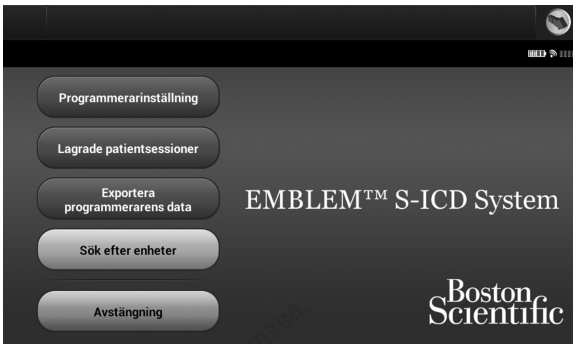 Programmerarinställning
Lagrade patientsessioner
Exportera
programmerarens data
EMBLEM™ S-ICD System
Sök efter enheter
Avstängning
Boston
Scientific